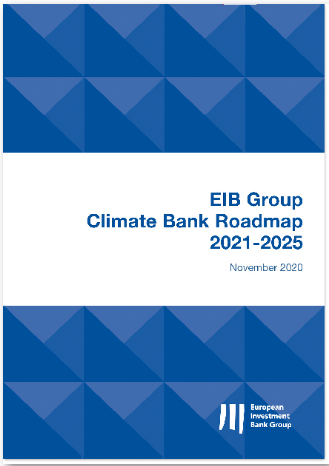 EIB Group
Climate Bank Roadmap
2021-2025
November 2020
European
Investment
Bank Group